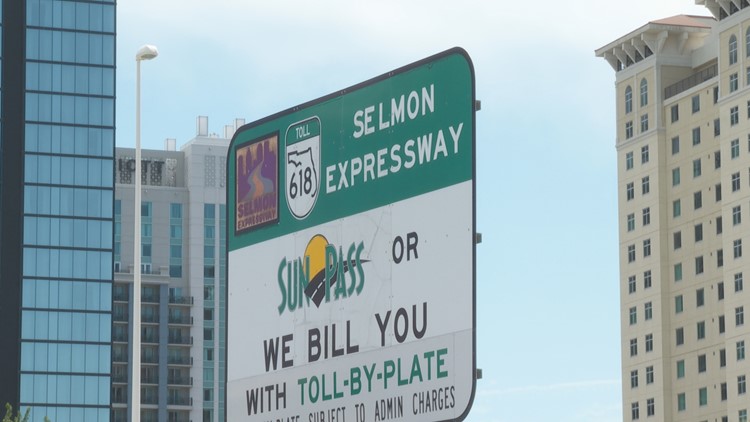 TOLL
618
SELMON
EXPRESSWAY
SELMON
EXPRESSWAY
SUNPASS OR
WE BILL YOU
WITH TOLL-BY-PLATE
PLATE SUBJECT TO ADMIN CHARGES